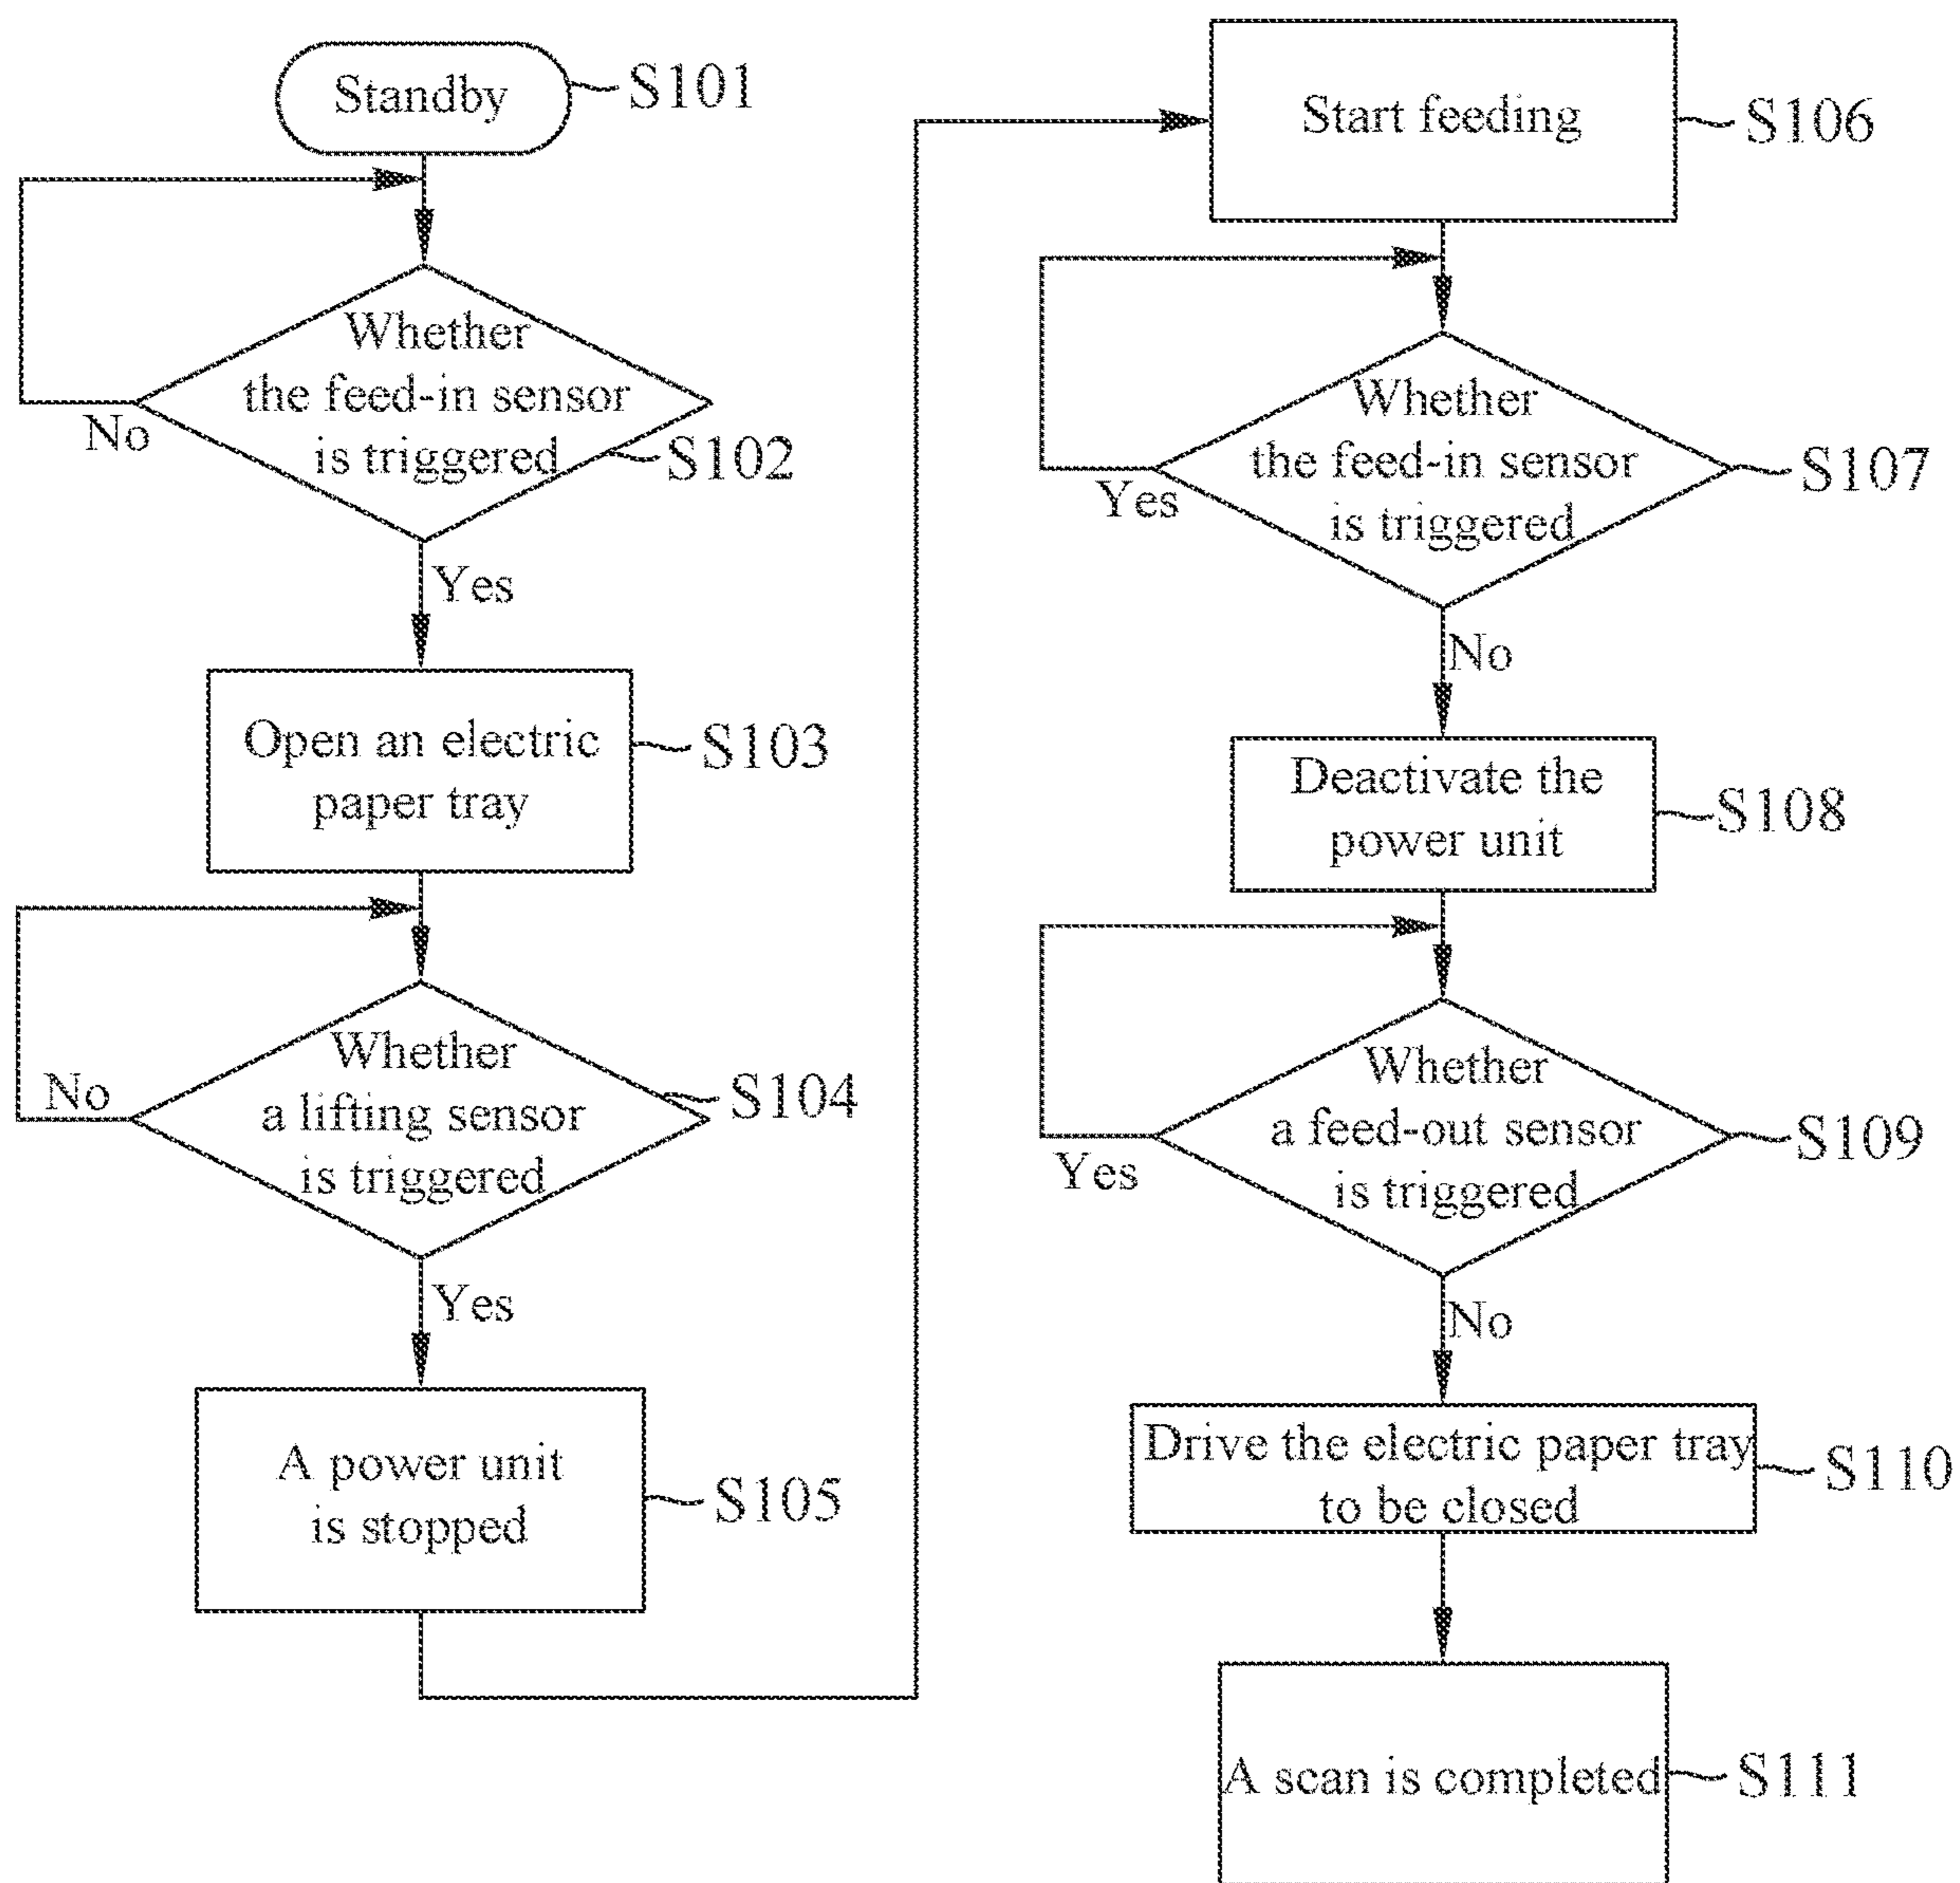 Standby
S101
Whether
the feed-in sensor
is triggered
S102
No
Yes
Open an electric
paper tray
S103
Whether
a lifting sensor
is triggered
S104
No
Yes
A power unit
is stopped
S105
Start feeding
S106
Whether
the feed-in sensor
is triggered
S107
Yes
No
Deactivate the
power unit
S108
Whether
a feed-out sensor
is triggered
S109
Yes
No
Drive the electric paper tray
to be closed
S110
A scan is completed
S111